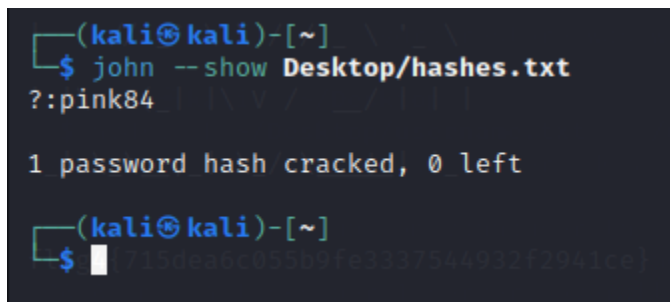 ┌──(kali㉿kali)-[~]
└─$ john --show Desktop/hashes.txt
?:pink84
1 password hash cracked, 0 left
┌──(kali㉿kali)-[~]
└─$